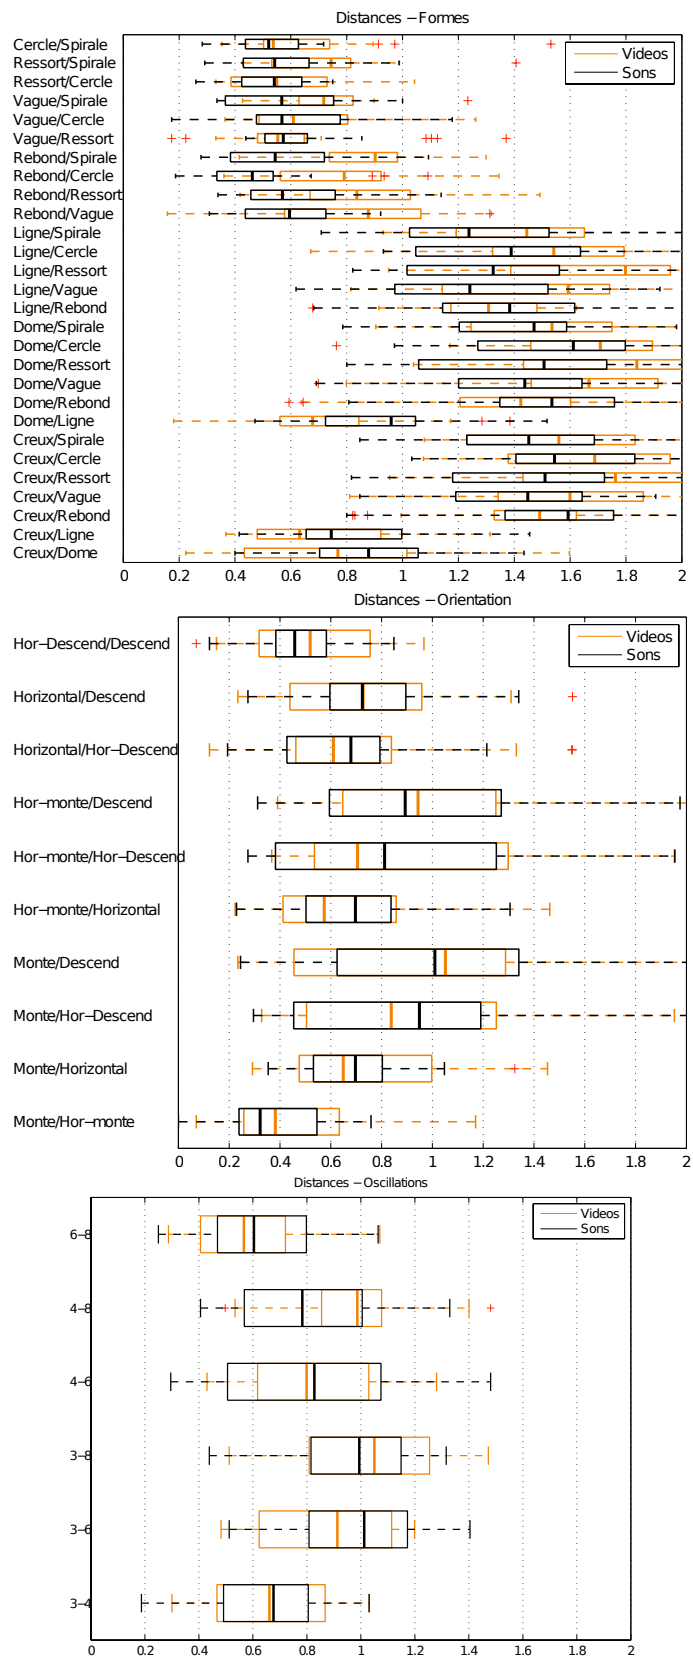 Distances − Formes
Videos
Sons
Cercle/Spirale
Ressort/Spirale
Ressort/Cercle
Vague/Spirale
Vague/Cercle
Vague/Ressort
Rebond/Spirale
Rebond/Cercle
Rebond/Ressort
Rebond/Vague
Ligne/Spirale
Ligne/Cercle
Ligne/Ressort
Ligne/Vague
Ligne/Rebond
Dome/Spirale
Dome/Cercle
Dome/Ressort
Dome/Vague
Dome/Rebond
Dome/Ligne
Creux/Spirale
Creux/Cercle
Creux/Ressort
Creux/Vague
Creux/Rebond
Creux/Ligne
Creux/Dome
0 0.2 0.4 0.6 0.8 1 1.2 1.4 1.6 1.8 2
Distances − Orientation
Videos
Sons
Hor−Descend/Descend
Horizontal/Descend
Horizontal/Hor−Descend
Hor−monte/Descend
Hor−monte/Hor−Descend
Hor−monte/Horizontal
Monte/Descend
Monte/Hor−Descend
Monte/Horizontal
Monte/Hor−monte
0 0.2 0.4 0.6 0.8 1 1.2 1.4 1.6 1.8 2
Distances − Oscillations
Videos
Sons
6−8
4−8
4−6
3−8
3−6
3−4
0 0.2 0.4 0.6 0.8 1 1.2 1.4 1.6 1.8 2